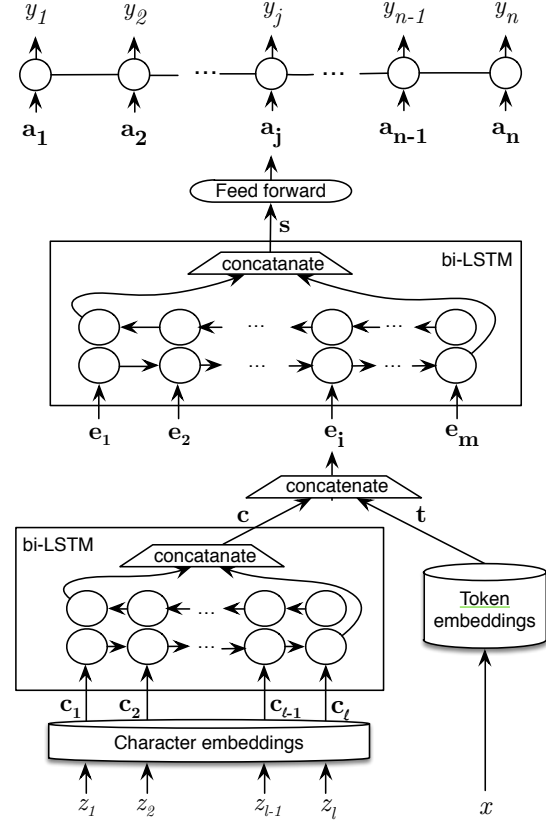 y1 y2 yj yn-1 yn
... ...
a1 a2 aj an-1 an
Feed forward
s
concatanate
bi-LSTM
... ... ...
... ... ...
e1 e2 ei em
concatenate
c t
bi-LSTM
concatanate
...
...
Token
embeddings
c1 c2 cℓ-1 cℓ
Character embeddings
z1 z2 zl-1 zl x